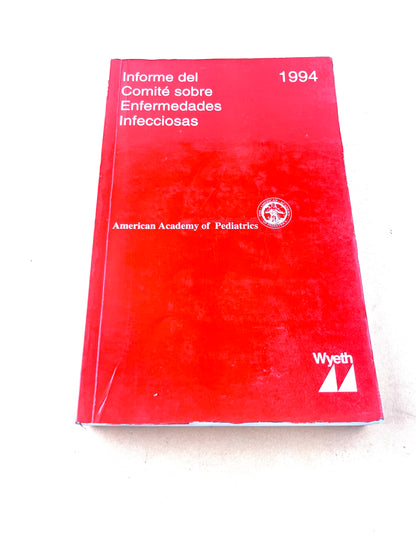 Informe del
Comité sobre
Enfermedades
Infecciosas
1994
American Academy of Pediatrics
Wyeth